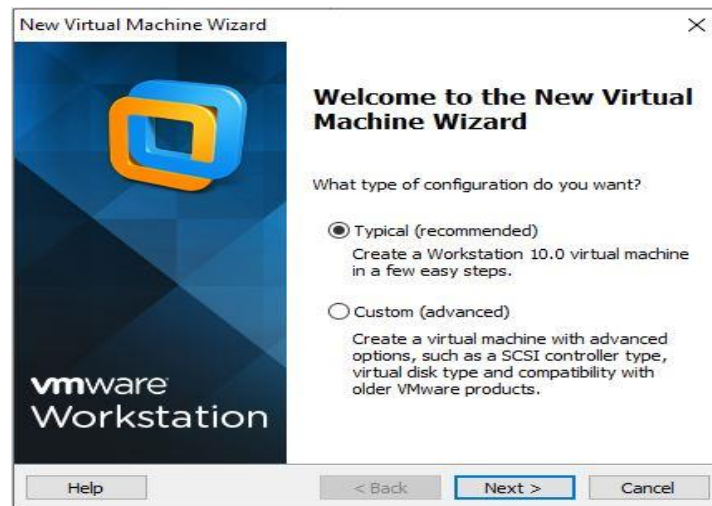 New Virtual Machine Wizard
Welcome to the New Virtual
Machine Wizard
What type of configuration do you want?
Typical (recommended)
Create a Workstation 10.0 virtual machine
in a few easy steps.
Custom (advanced)
Create a virtual machine with advanced
options, such as a SCSI controller type,
virtual disk type and compatibility with
older VMware products.
vmware
Workstation
Help
< Back
Next >
Cancel